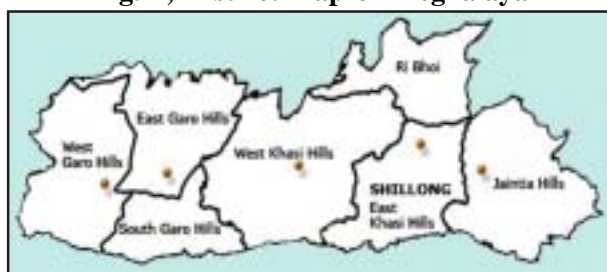 Ri Bhoi
East Garo Hills
West
Garo Hills
West Khasi Hills
SHILLONG
East
Khasi Hills
Jaintia Hills
South Garo Hills